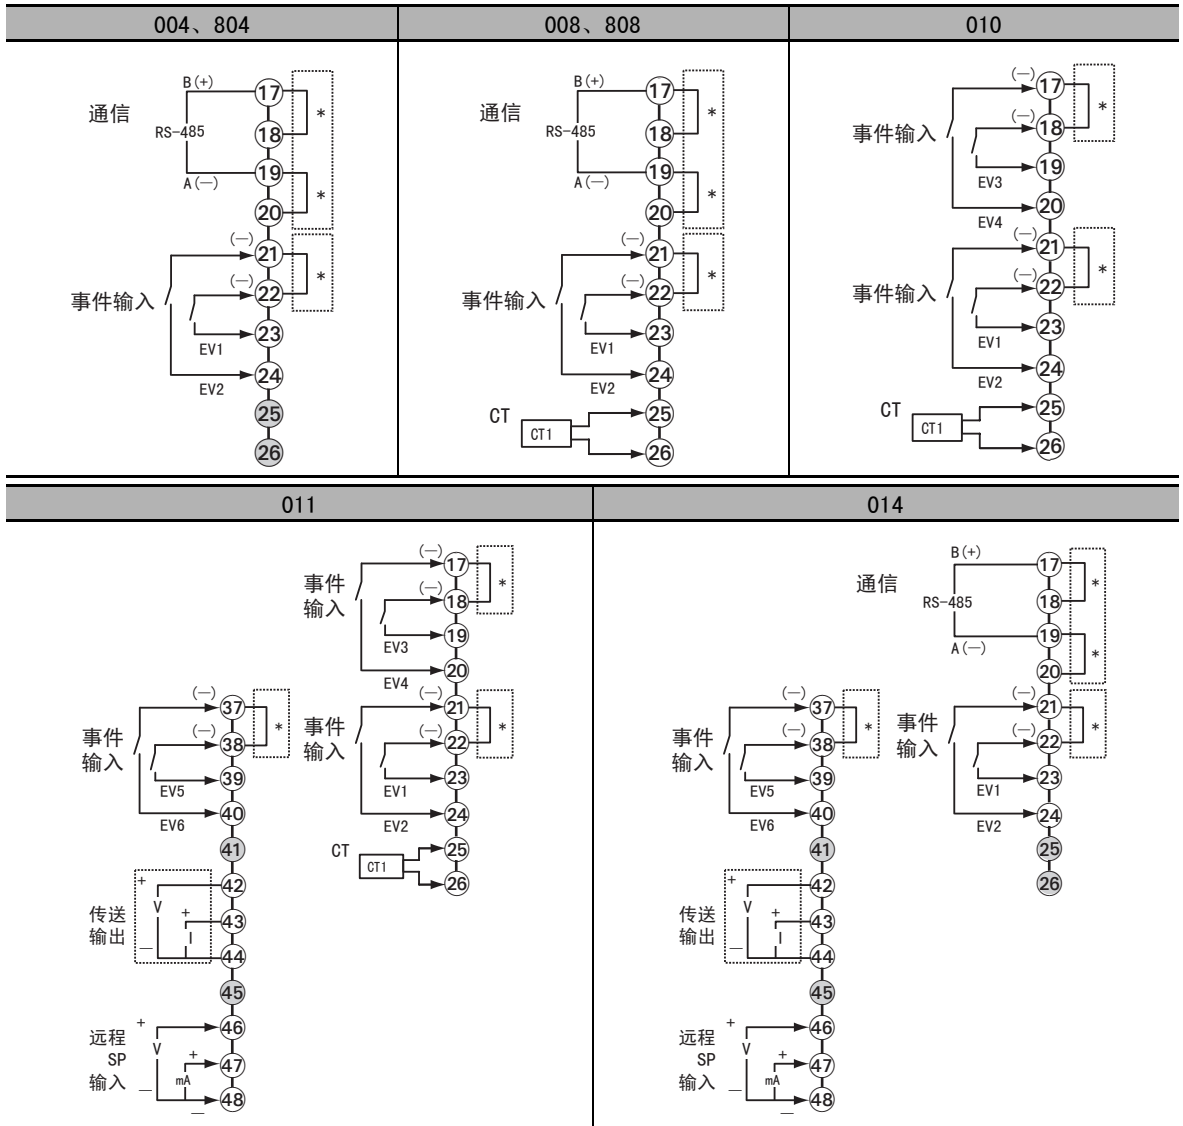 004、804
008、808
010
通信
RS-485
B(+)
A(—)
17
18
19
20
*
*
事件输入
(—)
(—)
EV1
EV2
21
22
23
24
25
26
*
通信
RS-485
B(+)
A(—)
17
18
19
20
*
*
事件输入
(—)
(—)
EV1
EV2
21
22
23
24
*
CT
CT1
25
26
事件输入
(—)
(—)
EV3
EV4
17
18
19
20
*
事件输入
(—)
(—)
EV1
EV2
21
22
23
24
*
CT
CT1
25
26
011
014
事件
输入
(—)
(—)
EV3
EV4
17
18
19
20
*
事件
输入
(—)
(—)
EV1
EV2
21
22
23
24
*
CT
CT1
25
26
事件
输入
(—)
(—)
EV5
EV6
37
38
39
40
*
41
传送
输出
+
V
—
+
I
42
43
44
45
远程
SP
输入
+
V
—
+
mA
—
46
47
48
通信
RS-485
B(+)
A(—)
17
18
19
20
*
*
事件
输入
(—)
(—)
EV1
EV2
21
22
23
24
*
25
26
事件
输入
(—)
(—)
EV5
EV6
37
38
39
40
*
41
传送
输出
+
V
—
+
I
42
43
44
45
远程
SP
输入
+
V
—
+
mA
—
46
47
48